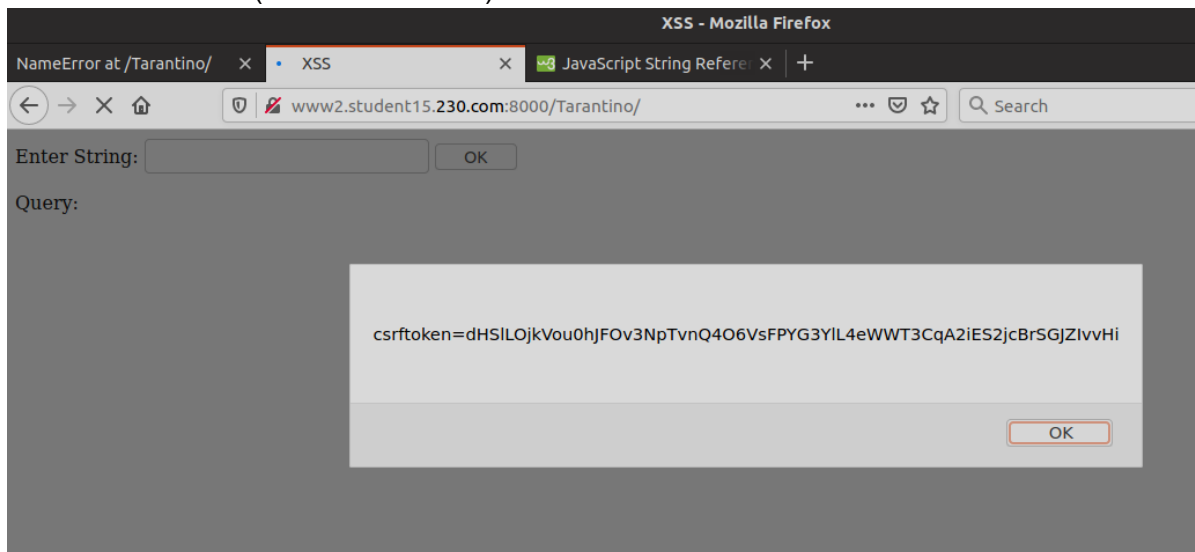 XSS - Mozilla Firefox
NameError at /Tarantino/
XSS
JavaScript String Refere
www2.student15.230.com:8000/Tarantino/
Search
Enter String:
OK
Query:
csrftoken=dHSlLOjkVou0hJFOv3NpTvnQ4O6VsFPYG3YlL4eWWT3CqA2iES2jcBrSGJZIvvHi
OK